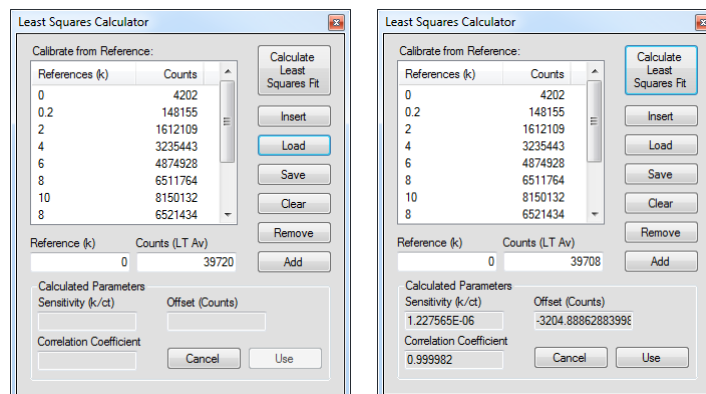 Least Squares Calculator
Calibrate from Reference:
References (k) Counts
0 4202
0.2 148155
2 1612109
4 3235443
6 4874928
8 6511764
10 8150132
8 6521434
Calculate
Least
Squares Fit
Insert
Load
Save
Clear
Remove
Add
Reference (k) Counts (LT Av)
0 39720
Calculated Parameters
Sensitivity (k/ct) Offset (Counts)
Correlation Coefficient
Cancel Use
Least Squares Calculator
Calibrate from Reference:
References (k) Counts
0 4202
0.2 148155
2 1612109
4 3235443
6 4874928
8 6511764
10 8150132
8 6521434
Calculate
Least
Squares Fit
Insert
Load
Save
Clear
Remove
Add
Reference (k) Counts (LT Av)
0 39708
Calculated Parameters
Sensitivity (k/ct) Offset (Counts)
1.227565E-06 -3204.88862883998
Correlation Coefficient
0.999982 Cancel Use